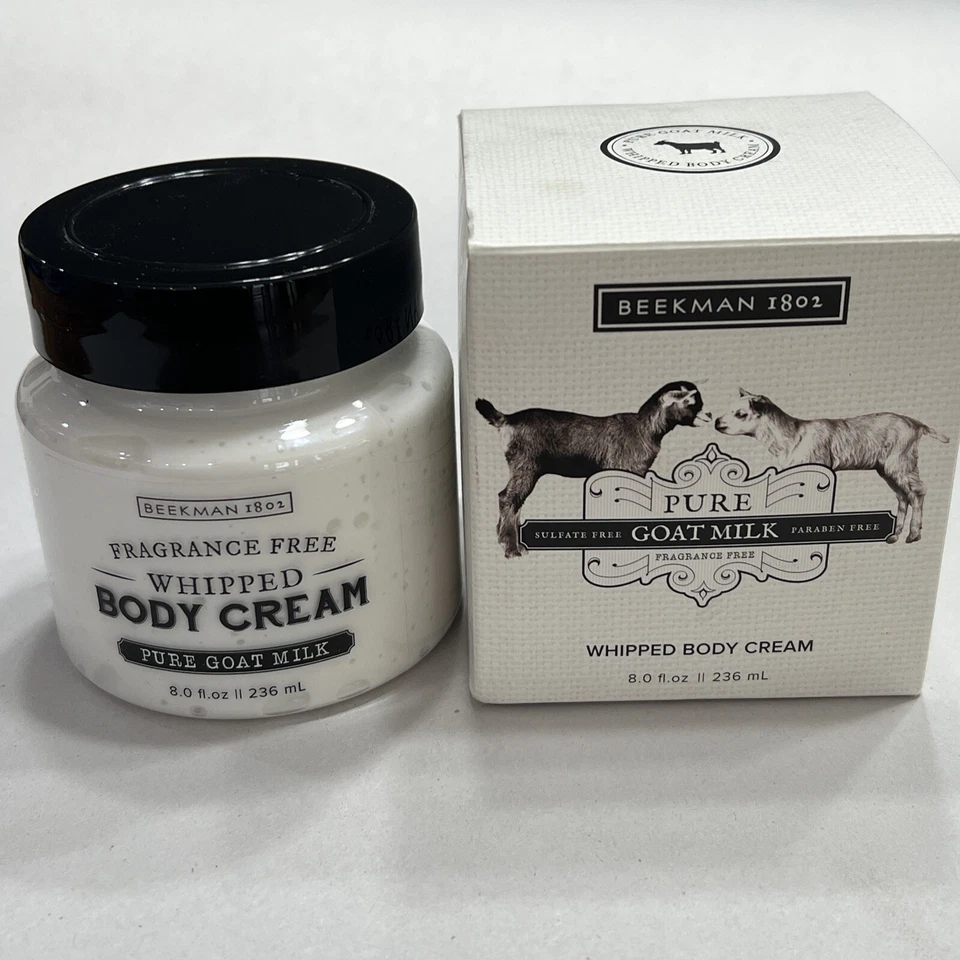 BEEKMAN 1802
FRAGRANCE FREE
WHIPPED
BODY CREAM
PURE GOAT MILK
8.0 fl.oz || 236 mL
PURE GOAT MILK
WHIPPED BODY CREAM
BEEKMAN 1802
PURE
SULFATE FREE GOAT MILK PARABEN FREE
FRAGRANCE FREE
WHIPPED BODY CREAM
8.0 fl.oz || 236 mL